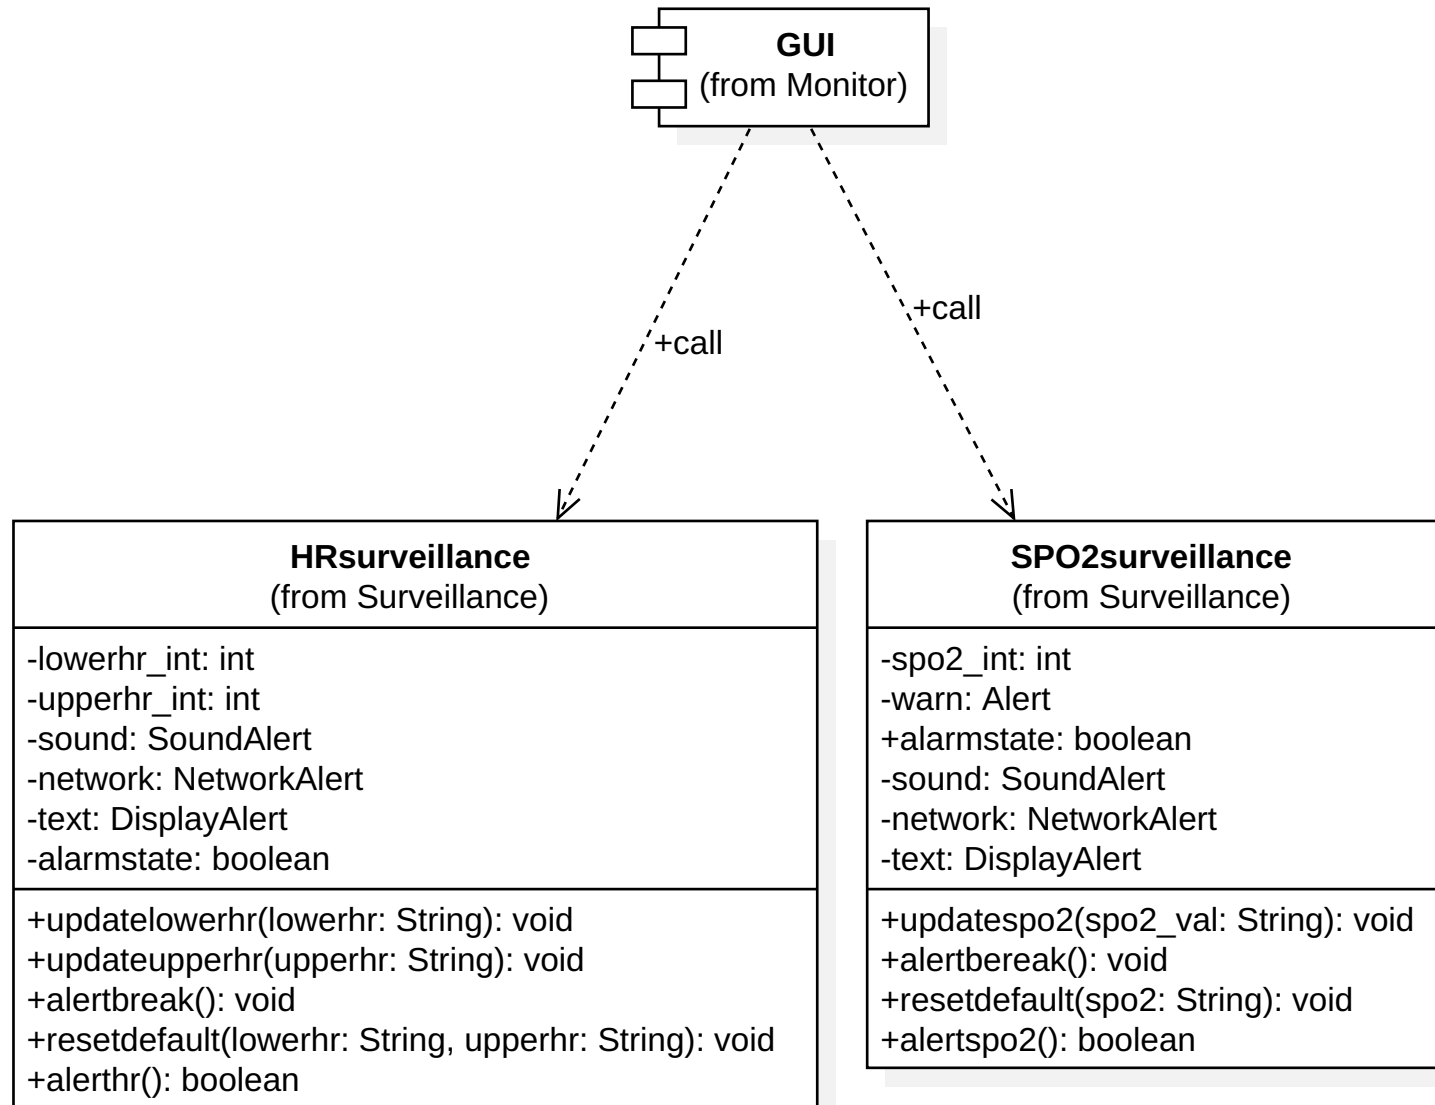 GUI
(from Monitor)
+call
+call
HRsurveillance
(from Surveillance)
-lowerhr_int: int
-upperhr_int: int
-sound: SoundAlert
-network: NetworkAlert
-text: DisplayAlert
-alarmstate: boolean
+updatelowerhr(lowerhr: String): void
+updateupperhr(upperhr: String): void
+alertbreak(): void
+resetdefault(lowerhr: String, upperhr: String): void
+alerthr(): boolean
SPO2surveillance
(from Surveillance)
-spo2_int: int
-warn: Alert
+alarmstate: boolean
-sound: SoundAlert
-network: NetworkAlert
-text: DisplayAlert
+updatespo2(spo2_val: String): void
+alertbereak(): void
+resetdefault(spo2: String): void
+alertspo2(): boolean